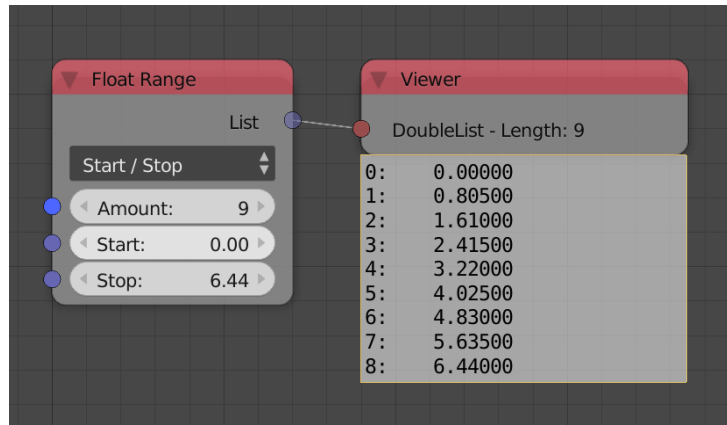 Float Range
List
Start / Stop
Amount: 9
Start: 0.00
Stop: 6.44
Viewer
DoubleList - Length: 9
0: 0.00000
1: 0.80500
2: 1.61000
3: 2.41500
4: 3.22000
5: 4.02500
6: 4.83000
7: 5.63500
8: 6.44000